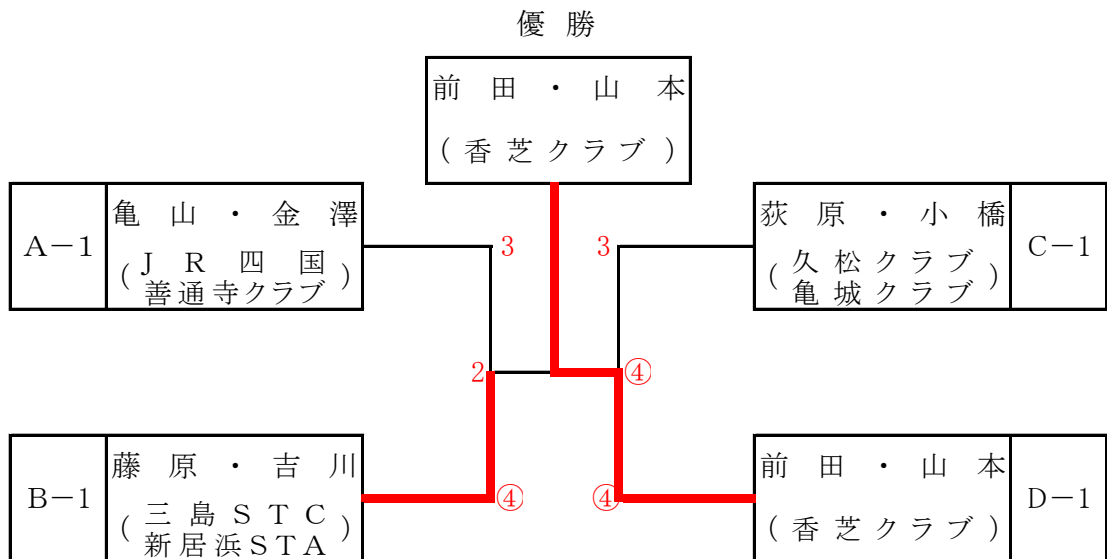 優勝
前田・山本
(香芝クラブ)
A-1
亀山・金澤
(JR四国
善通寺クラブ)
3
3
荻原・小橋
(久松クラブ
亀城クラブ)
C-1
2
④
B-1
藤原・吉川
(三島STC
新居浜STA)
④
④
前田・山本
(香芝クラブ)
D-1